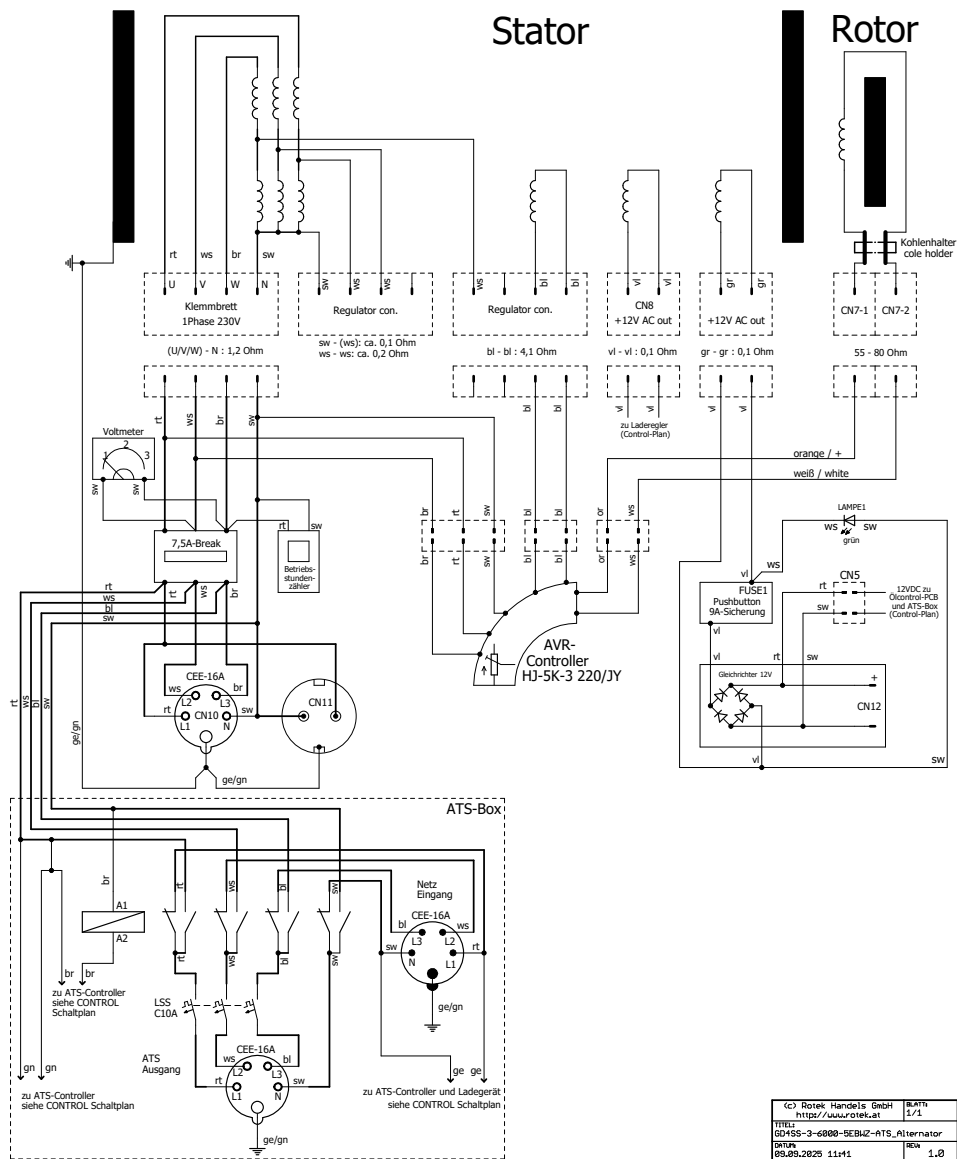 Stator
Rotor
rt ws br sw
U V W N
Klemmbrett
1Phase 230V
(U/V/W) - N : 1,2 Ohm
sw ws ws
Regulator con.
sw - (ws): ca. 0,1 Ohm
ws - ws: ca. 0,2 Ohm
ws bl bl
Regulator con.
bl - bl : 4,1 Ohm
vl vl
CN8
+12V AC out
vl - vl : 0,1 Ohm
gr gr
+12V AC out
gr - gr : 0,1 Ohm
Kohlenhalter
cole holder
CN7-1 CN7-2
55 - 80 Ohm
rt ws br sw
bl bl
vl vl
zu Laderegler
(Control-Plan)
vl vl
orange / +
weiß / white
Voltmeter
1 2 3
sw sw
7,5A-Break
rt sw
Betriebs-
stunden-
zähler
br rt sw bl bl or ws
br rt sw bl bl or ws
AVR-
Controller
HJ-5K-3 220/JY
LAMPE1
ws sw
grün
vl ws
FUSE1
Pushbutton
9A-Sicherung
CN5
rt
sw
12VDC zu
Ölcontrol-PCB
und ATS-Box
(Control-Plan)
vl
vl rt sw
Gleichrichter 12V
+
CN12
-
vl
sw
rt
ws
bl
sw
rt ws br
CEE-16A
ws br
L2 L3
rt CN10 sw
L1 N
CN11
ge/gn
rt ws bl sw
ge/gn
ATS-Box
br
A1
A2
rt ws bl sw
rt ws bl sw
Netz
Eingang
CEE-16A
bl ws
L3 L2
sw rt
N L1
ge/gn
br br
zu ATS-Controller
siehe CONTROL
Schaltplan
LSS
C10A
ATS
Ausgang
CEE-16A
ws bl
L2 L3
rt sw
L1 N
ge/gn
gn gn
zu ATS-Controller
siehe CONTROL Schaltplan
ge ge
zu ATS-Controller und Ladegerät
siehe CONTROL Schaltplan
(c) Rotek Handels GmbH
http://www.rotek.at
BLATT:
1/1
TITEL:
GD4SS-3-6000-5EBWZ-ATS_Alternator
DATUM:
09.09.2025 11:41
REV:
1.0